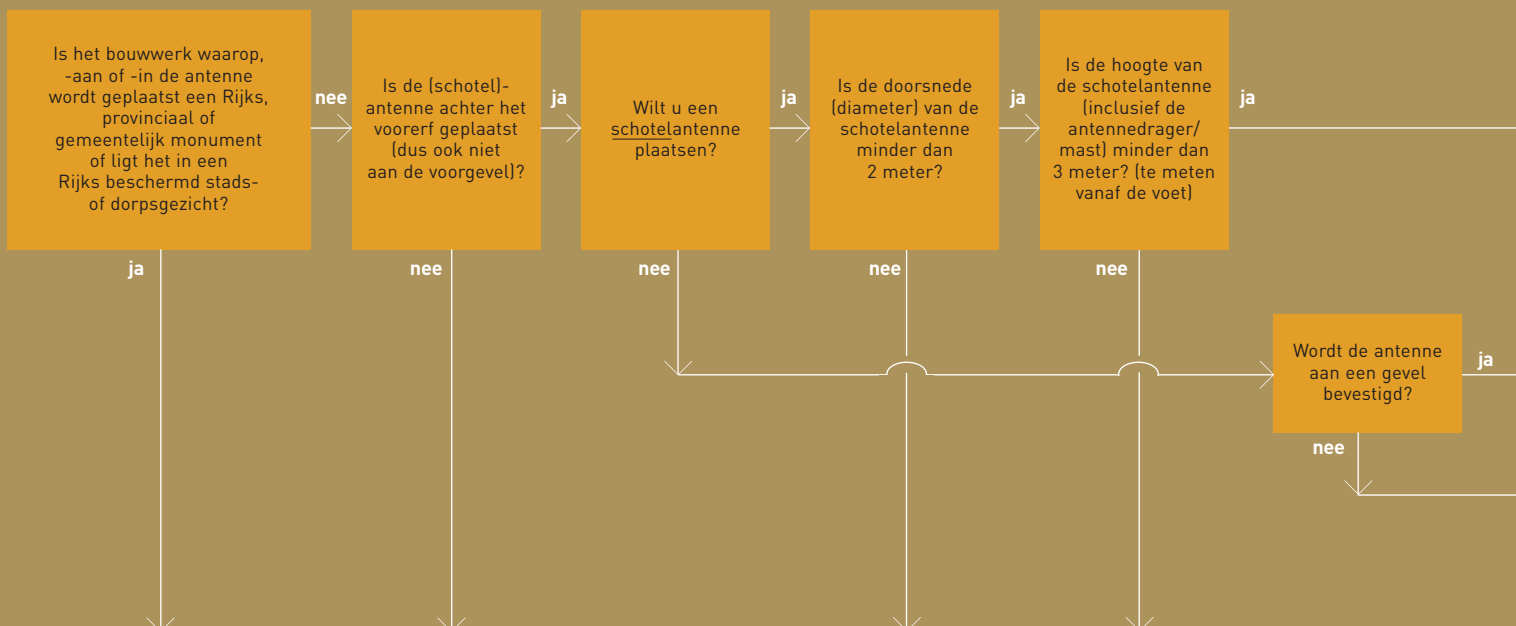 Is het bouwwerk waarop,
-aan of -in de antenne
wordt geplaatst een Rijks,
provinciaal of
gemeentelijk monument
of ligt het in een
Rijks beschermd stads-
of dorpsgezicht?
nee
ja
Is de (schotel)-
antenne achter het
voorerf geplaatst
(dus ook niet
aan de voorgevel)?
ja
nee
Wilt u een
schotelantenne
plaatsen?
ja
nee
Is de doorsnede
(diameter) van de
schotelantenne
minder dan
2 meter?
ja
nee
Is de hoogte van
de schotelantenne
(inclusief de
antennedrager/
mast) minder dan
3 meter? (te meten
vanaf de voet)
ja
nee
Wordt de antenne
aan een gevel
bevestigd?
ja
nee